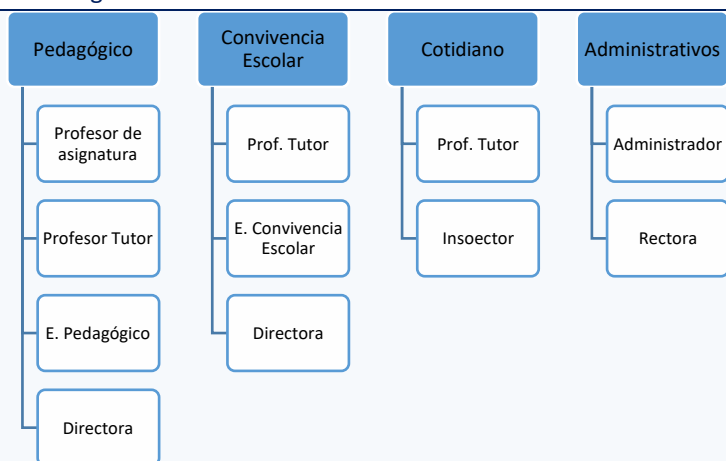 Pedagógico
Profesor de
asignatura
Profesor Tutor
E. Pedagógico
Directora
Convivencia
Escolar
Prof. Tutor
E. Convivencia
Escolar
Directora
Cotidiano
Prof. Tutor
Insoector
Administrativos
Administrador
Rectora